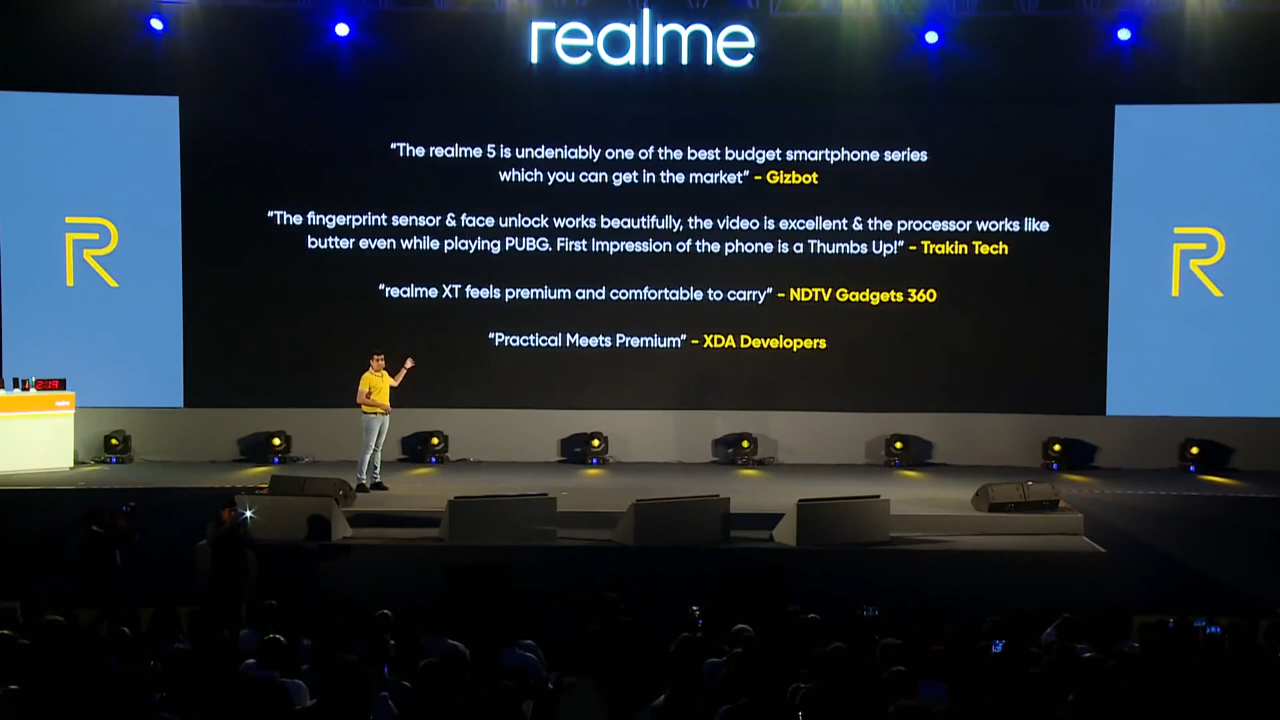 realme
“The realme 5 is undeniably one of the best budget smartphone series
which you can get in the market” - Gizbot
“The fingerprint sensor & face unlock works beautifully, the video is excellent & the processor works like
butter even while playing PUBG. First Impression of the phone is a Thumbs Up!” - Trakin Tech
“realme XT feels premium and comfortable to carry” - NDTV Gadgets 360
“Practical Meets Premium” - XDA Developers
R
R
2:19
realme